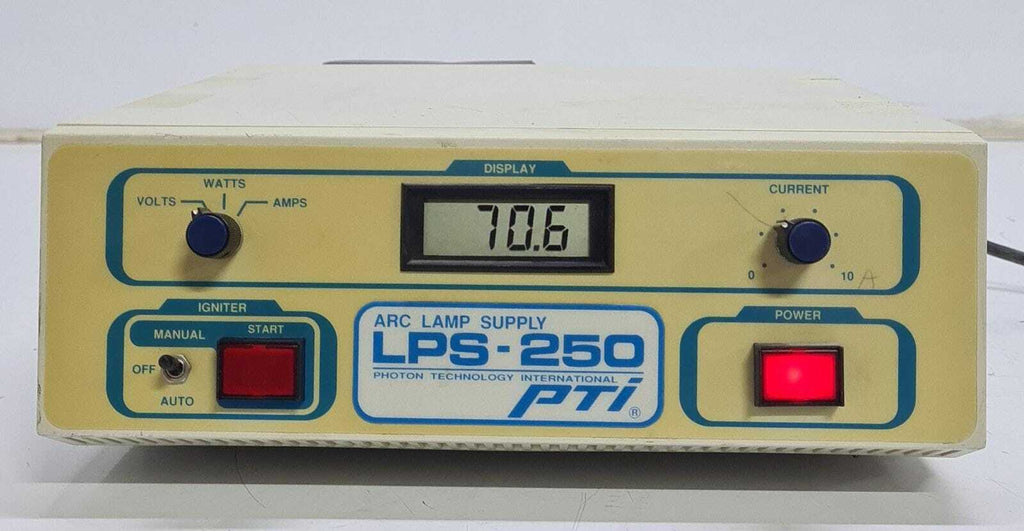 DISPLAY
WATTS
VOLTS
AMPS
70.6
CURRENT
0
10 A
IGNITER
MANUAL
START
OFF
AUTO
ARC LAMP SUPPLY
LPS-250
PHOTON TECHNOLOGY INTERNATIONAL
PTI ®
POWER